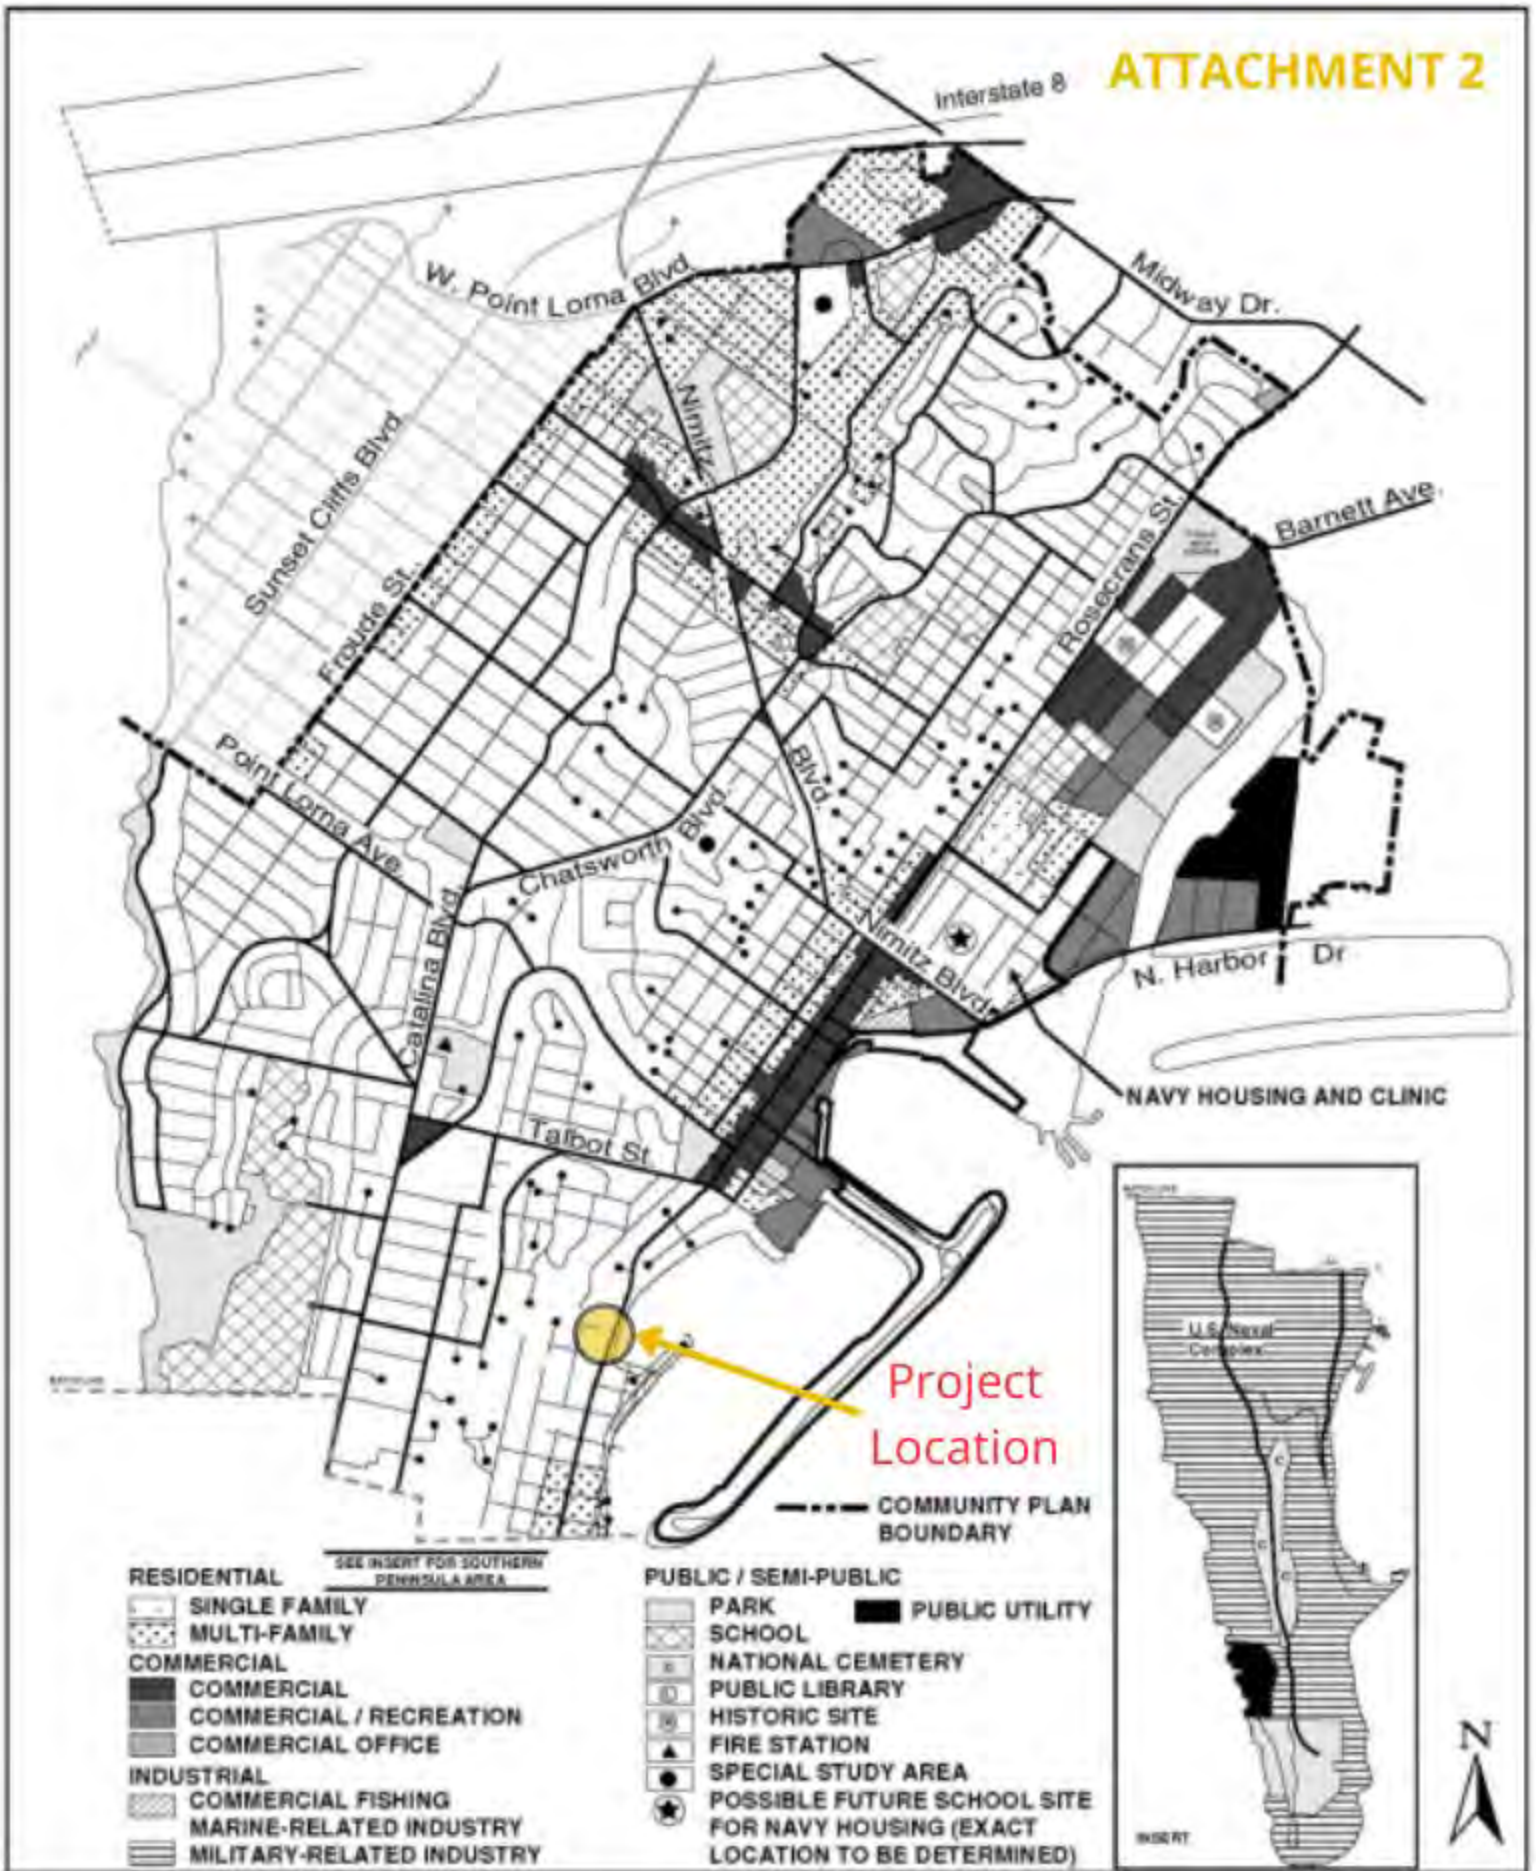 ATTACHMENT 2
Interstate 8
W. Point Loma Blvd
Midway Dr.
Nimitz
Sunset Cliffs Blvd
Froude St.
Rosecrans St.
Barnett Ave.
Point Loma Ave.
Blvd.
Chatsworth Blvd.
Catalina Blvd.
Nimitz Blvd.
N. Harbor Dr
NAVY HOUSING AND CLINIC
Talbot St
Project
Location
U.S. Naval
Complex
C
C
C
COMMUNITY PLAN
BOUNDARY
SEE INSERT FOR SOUTHERN
PENINSULA AREA
RESIDENTIAL
SINGLE FAMILY
MULTI-FAMILY
COMMERCIAL
COMMERCIAL
COMMERCIAL / RECREATION
COMMERCIAL OFFICE
INDUSTRIAL
COMMERCIAL FISHING
MARINE-RELATED INDUSTRY
MILITARY-RELATED INDUSTRY
PUBLIC / SEMI-PUBLIC
PARK
PUBLIC UTILITY
SCHOOL
NATIONAL CEMETERY
PUBLIC LIBRARY
HISTORIC SITE
FIRE STATION
SPECIAL STUDY AREA
POSSIBLE FUTURE SCHOOL SITE
FOR NAVY HOUSING (EXACT
LOCATION TO BE DETERMINED)
INSERT
N